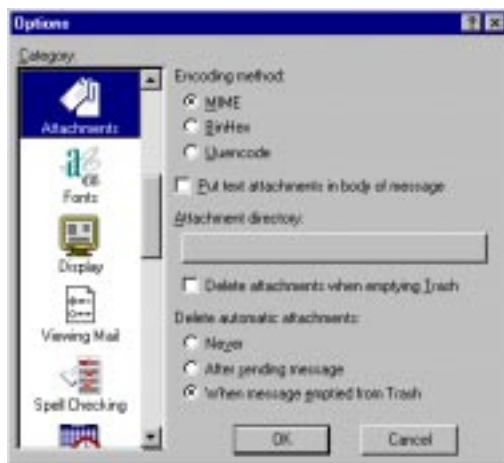 Options
Category:
Attachments
Fonts
Display
Viewing Mail
Spell Checking
Encoding method:
MIME
BinHex
Uuencode
Put text attachments in body of message
Attachment directory:
Delete attachments when emptying Trash
Delete automatic attachments:
Never
After sending message
When message emptied from Trash
OK
Cancel